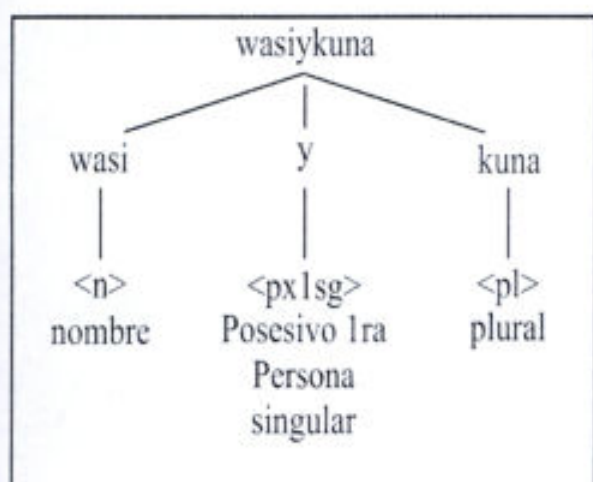 wasiykuna
wasi y kuna
<n> <px1sg> <pl>
nombre Posesivo 1ra plural
Persona
singular